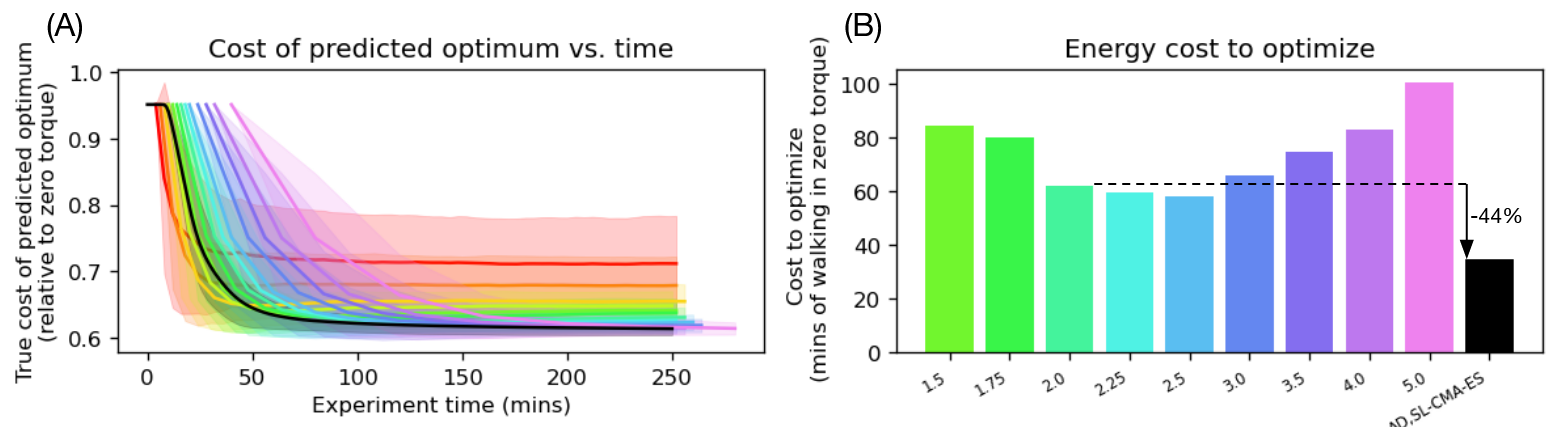 (A)
Cost of predicted optimum vs. time
True cost of predicted optimum
(relative to zero torque)
1.0
0.9
0.8
0.7
0.6
0
50
100
150
200
250
Experiment time (mins)
(B)
Energy cost to optimize
Cost to optimize
(mins of walking in zero torque)
100
80
60
40
20
0
-44%
1.5
1.75
2.0
2.25
2.5
3.0
3.5
4.0
5.0
AD,SL-CMA-ES